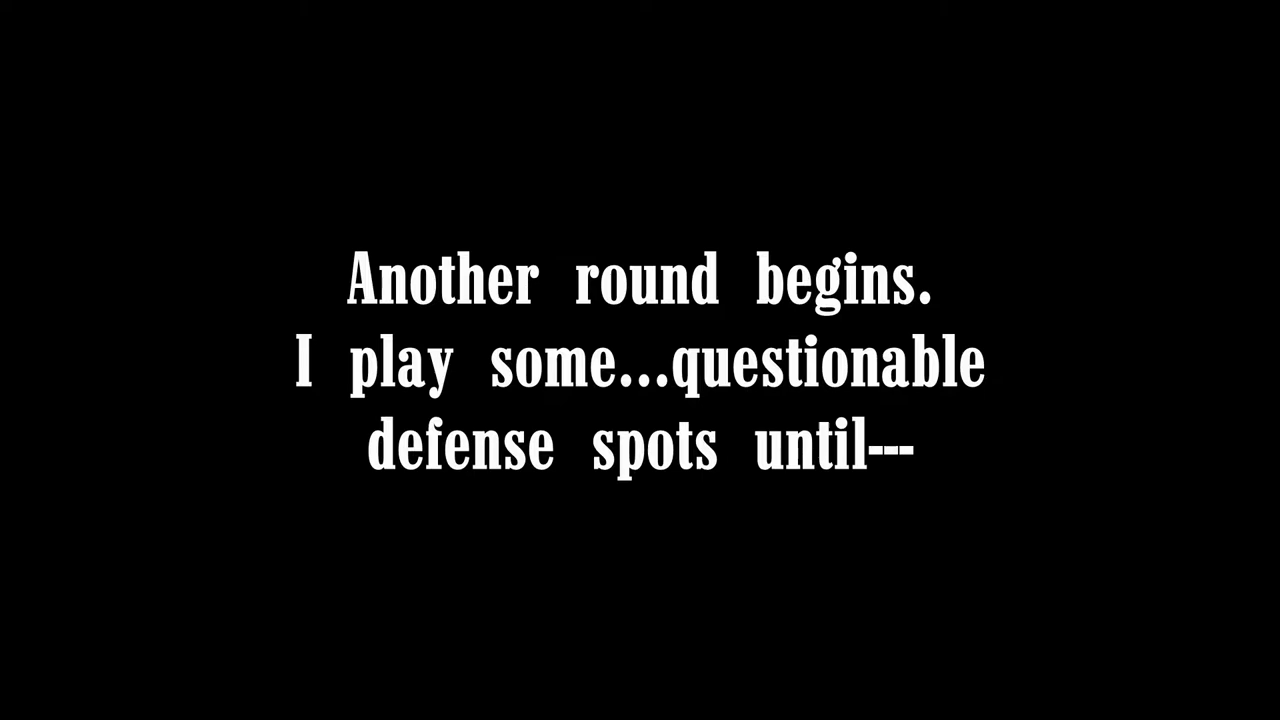 Another round begins.
I play some...questionable
defense spots until---